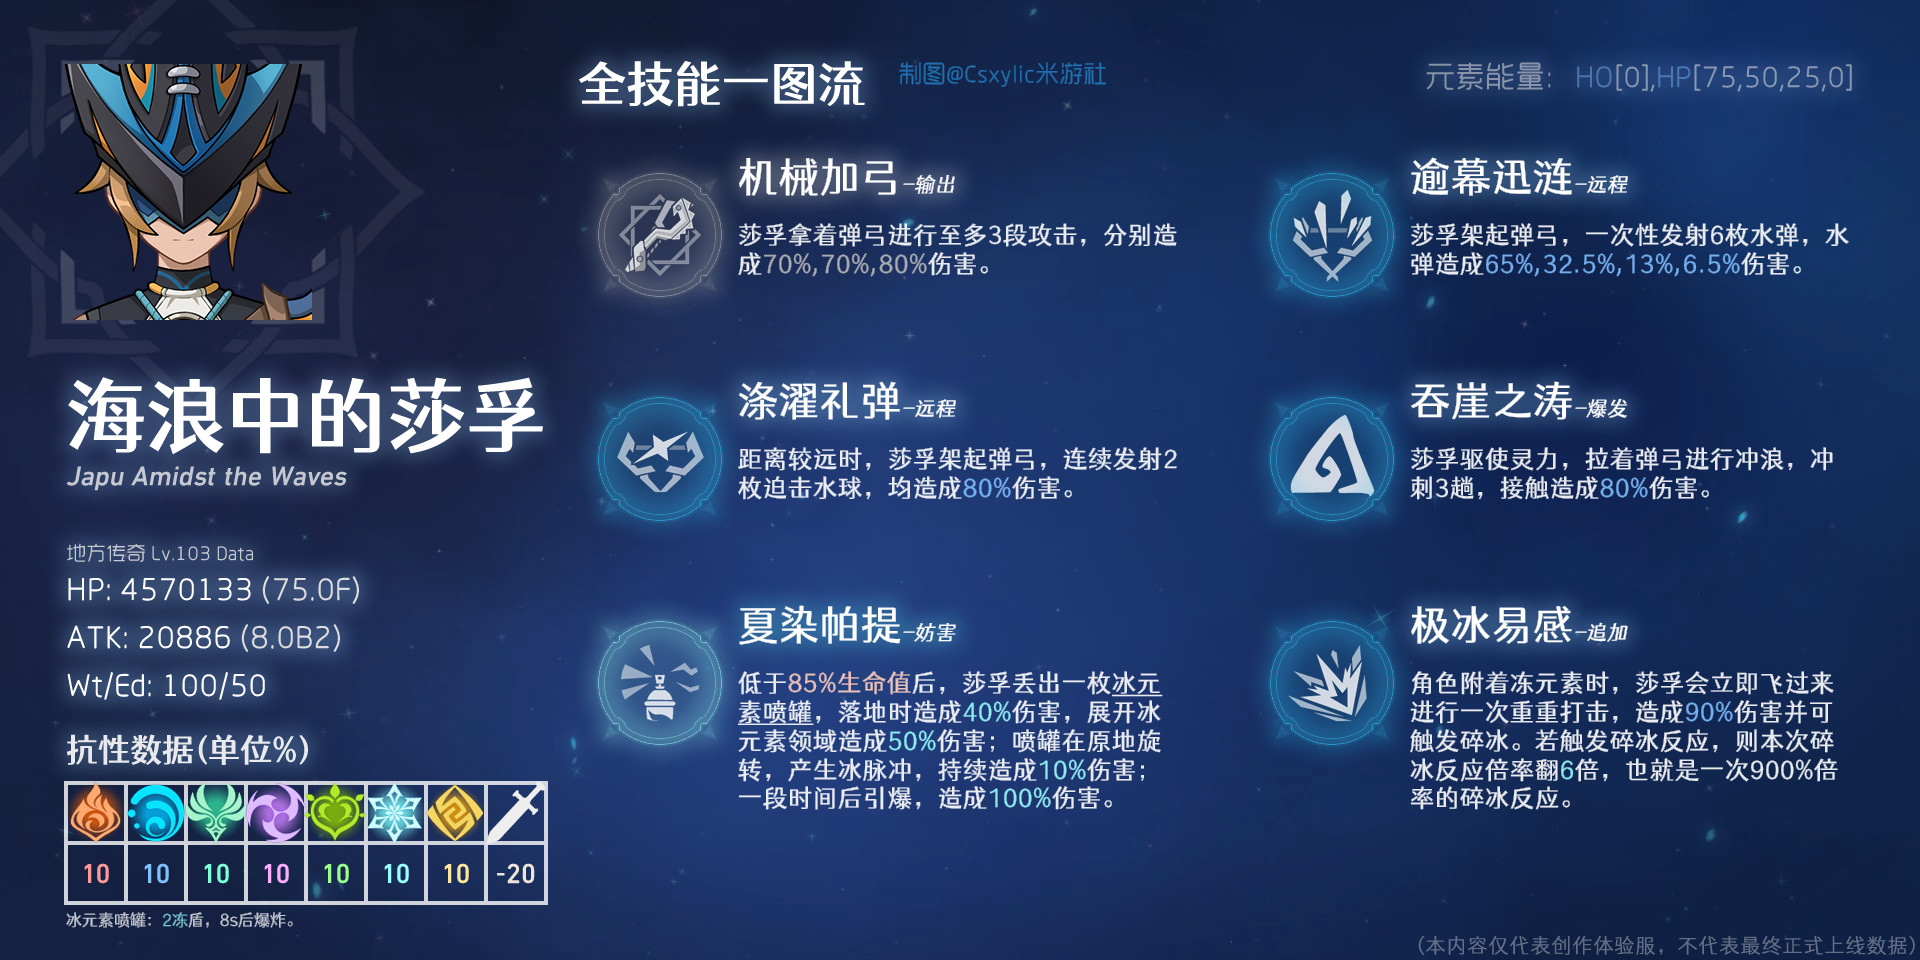 全技能一图流
制图@Csxylic米游社
元素能量： HO[0],HP[75,50,25,0]
海浪中的莎孚
Japu Amidst the Waves
地方传奇 Lv.103 Data
HP: 4570133 (75.0F)
ATK: 20886 (8.0B2)
Wt/Ed: 100/50
抗性数据(单位%)
10 10 10 10 10 10 10 -20
冰元素喷罐：2冻盾，8s后爆炸。
机械加弓-输出
莎孚拿着弹弓进行至多3段攻击，分别造
成70%,70%,80%伤害。
逾幕迅涟-远程
莎孚架起弹弓，一次性发射6枚水弹，水
弹造成65%,32.5%,13%,6.5%伤害。
涤濯礼弹-远程
距离较远时，莎孚架起弹弓，连续发射2
枚迫击水球，均造成80%伤害。
吞崖之涛-爆发
莎孚驱使灵力，拉着弹弓进行冲浪，冲
刺3趟，接触造成80%伤害。
夏染帕提-妨害
低于85%生命值后，莎孚丢出一枚冰元
素喷罐，落地时造成40%伤害，展开冰
元素领域造成50%伤害；喷罐在原地旋
转，产生冰脉冲，持续造成10%伤害；
一段时间后引爆，造成100%伤害。
极冰易感-追加
角色附着冻元素时，莎孚会立即飞过来
进行一次重重打击，造成90%伤害并可
触发碎冰。若触发碎冰反应，则本次碎
冰反应倍率翻6倍，也就是一次900%倍
率的碎冰反应。
(本内容仅代表创作体验服，不代表最终正式上线数据)